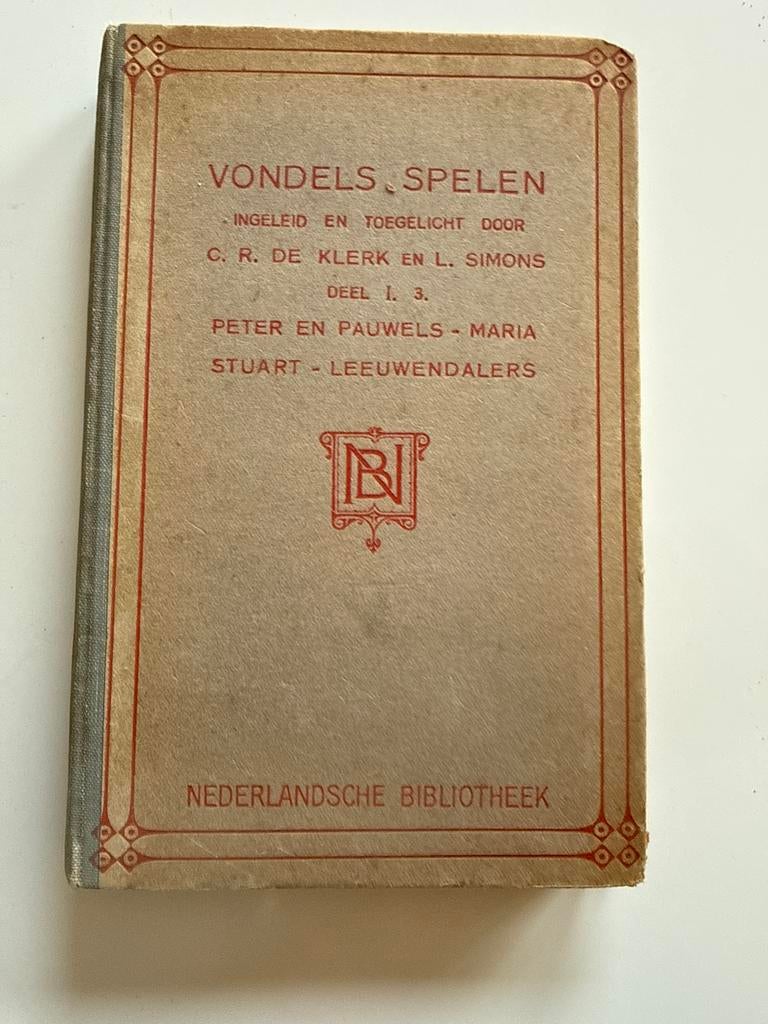 VONDELS SPELEN
INGELEID EN TOEGELICHT DOOR
C. R. DE KLERK EN L. SIMONS
DEEL I. 3.
PETER EN PAUWELS - MARIA
STUART - LEEUWENDALERS
NB
NEDERLANDSCHE BIBLIOTHEEK